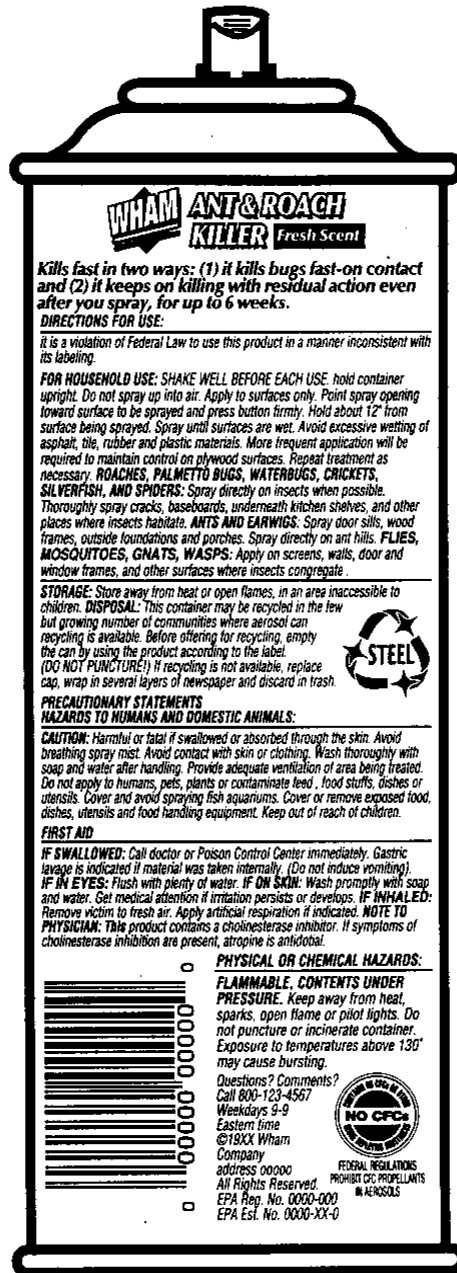 WHAM ANT & ROACH
KILLER Fresh Scent
Kills fast in two ways: (1) it kills bugs fast-on contact
and (2) it keeps on killing with residual action even
after you spray, for up to 6 weeks.
DIRECTIONS FOR USE:
it is a violation of Federal Law to use this product in a manner inconsistent with
its labeling.
FOR HOUSEHOLD USE: SHAKE WELL BEFORE EACH USE. hold container
upright. Do not spray up into air. Apply to surfaces only. Point spray opening
toward surface to be sprayed and press button firmly. Hold about 12" from
surface being sprayed. Spray until surfaces are wet. Avoid excessive wetting of
asphalt, tile, rubber and plastic materials. More frequent application will be
required to maintain control on plywood surfaces. Repeat treatment as
necessary. ROACHES, PALMETTO BUGS, WATERBUGS, CRICKETS,
SILVERFISH, AND SPIDERS: Spray directly on insects when possible.
Thoroughly spray cracks, baseboards, underneath kitchen shelves, and other
places where insects habitate. ANTS AND EARWIGS: Spray door sills, wood
frames, outside foundations and porches. Spray directly on ant hills. FLIES,
MOSQUITOES, GNATS, WASPS: Apply on screens, walls, door and
window frames, and other surfaces where insects congregate .
STORAGE: Store away from heat or open flames, in an area inaccessible to
children. DISPOSAL: This container may be recycled in the few
but growing number of communities where aerosol can
recycling is available. Before offering for recycling, empty
the can by using the product according to the label.
(DO NOT PUNCTURE!) If recycling is not available, replace
cap, wrap in several layers of newspaper and discard in trash.
STEEL
PRECAUTIONARY STATEMENTS
HAZARDS TO HUMANS AND DOMESTIC ANIMALS:
CAUTION: Harmful or fatal if swallowed or absorbed through the skin. Avoid
breathing spray mist. Avoid contact with skin or clothing. Wash thoroughly with
soap and water after handling. Provide adequate ventilation of area being treated.
Do not apply to humans, pets, plants or contaminate feed , food stuffs, dishes or
utensils. Cover and avoid spraying fish aquariums. Cover or remove exposed food,
dishes, utensils and food handling equipment. Keep out of reach of children.
FIRST AID
IF SWALLOWED: Call doctor or Poison Control Center immediately. Gastric
lavage is indicated if material was taken internally. (Do not induce vomiting).
IF IN EYES: Flush with plenty of water. IF ON SKIN: Wash promptly with soap
and water. Get medical attention if irritation persists or develops. IF INHALED:
Remove victim to fresh air. Apply artificial respiration if indicated. NOTE TO
PHYSICIAN: This product contains a cholinesterase inhibitor. If symptoms of
cholinesterase inhibition are present, atropine is antidotal.
PHYSICAL OR CHEMICAL HAZARDS:
FLAMMABLE, CONTENTS UNDER
PRESSURE. Keep away from heat,
sparks, open flame or pilot lights. Do
not puncture or incinerate container.
Exposure to temperatures above 130°
may cause bursting.
Questions? Comments?
Call 800-123-4567
Weekdays 9-9
Eastern time
©19XX Wham
Company
address 00000
All Rights Reserved.
EPA Reg. No. 0000-000
EPA Est. No. 0000-XX-0
0
00000
00000
0
NO CFCs
FEDERAL REGULATIONS
PROHIBIT CFC PROPELLANTS
IN AEROSOLS